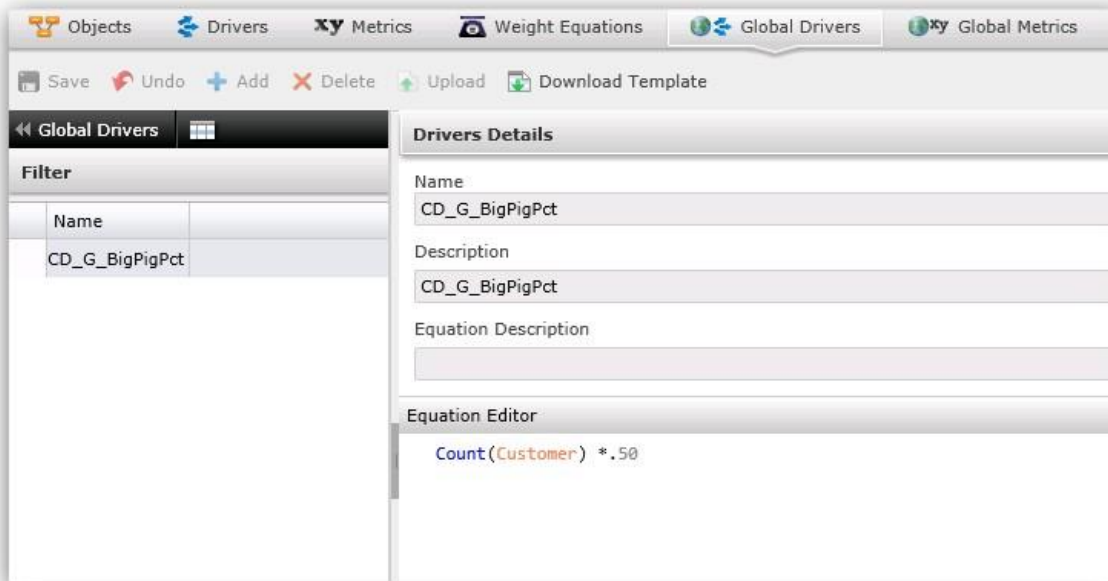 Objects Drivers xy Metrics Weight Equations Global Drivers xy Global Metrics
Save Undo Add Delete Upload Download Template
Global Drivers
Drivers Details
Filter
Name
CD_G_BigPigPct
Name
CD_G_BigPigPct
Description
CD_G_BigPigPct
Equation Description
Equation Editor
Count(Customer) *.50